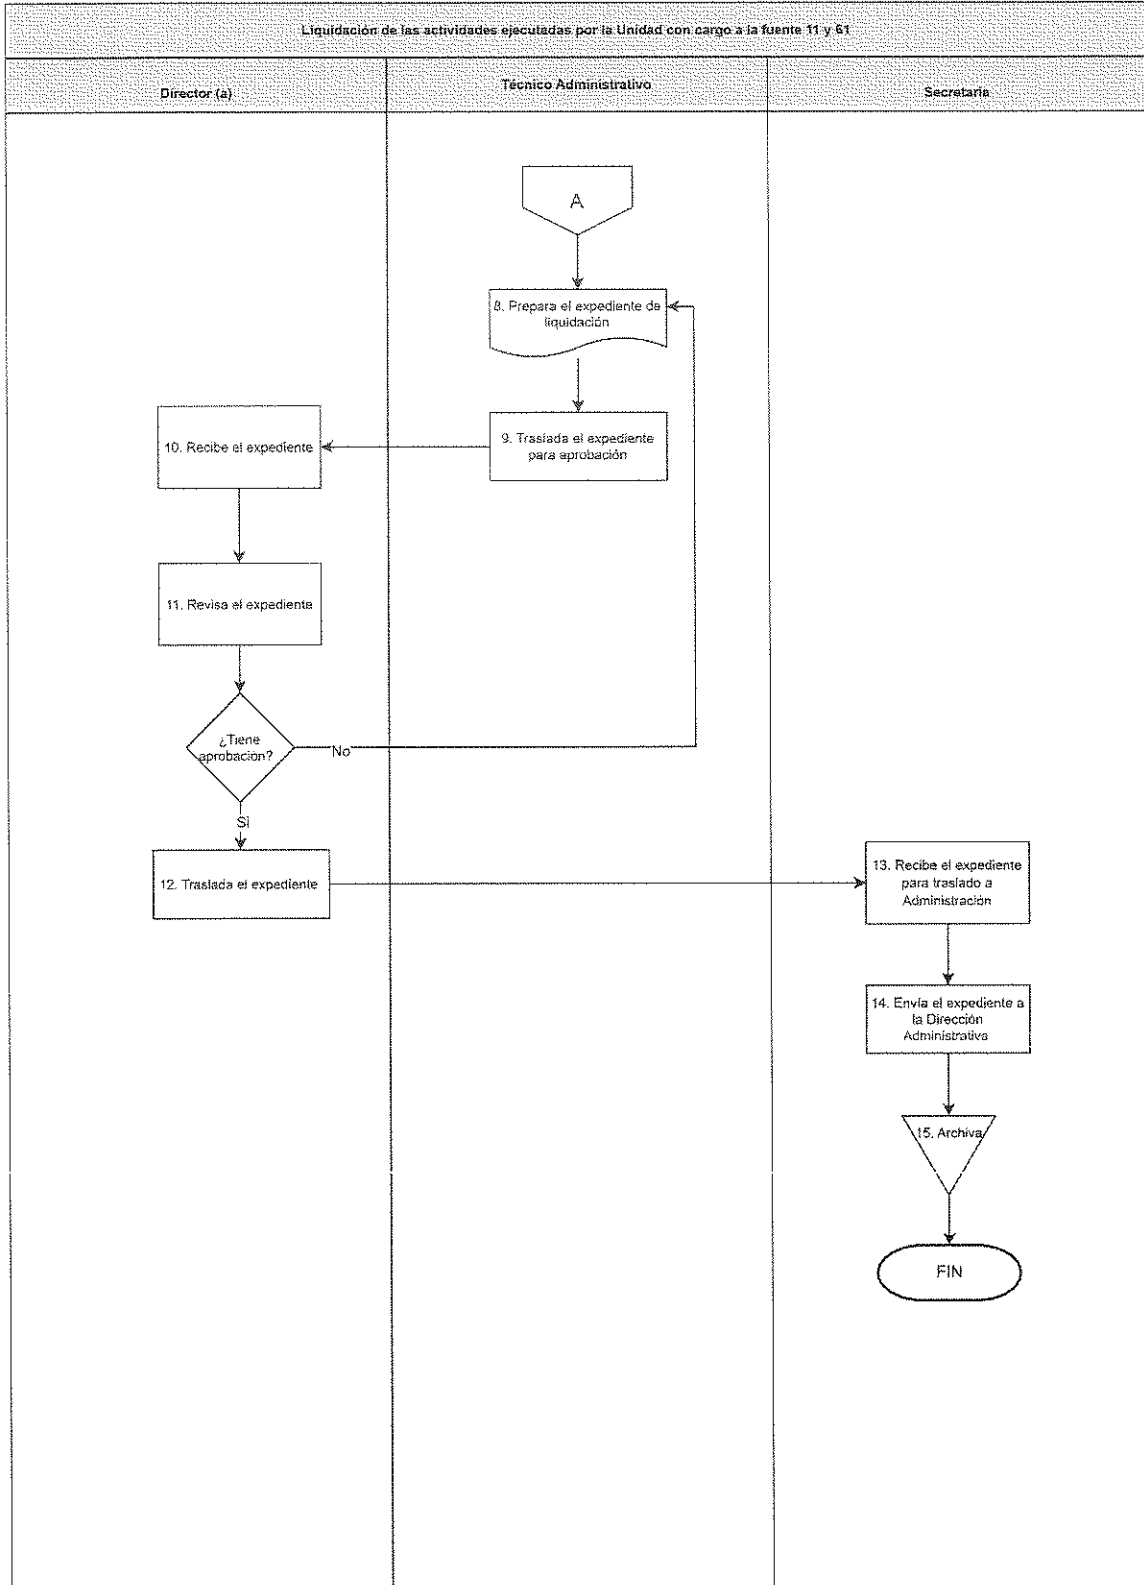 Liquidación de las actividades ejecutadas por la Unidad con cargo a la fuente 11 y 61
Director (a)
Técnico Administrativo
Secretaria
A
8. Prepara el expediente de
liquidación
9. Traslada el expediente
para aprobación
10. Recibe el expediente
11. Revisa el expediente
¿Tiene
aprobación?
No
Si
12. Traslada el expediente
13. Recibe el expediente
para traslado a
Administración
14. Envía el expediente a
la Dirección
Administrativa
15. Archiva
FIN